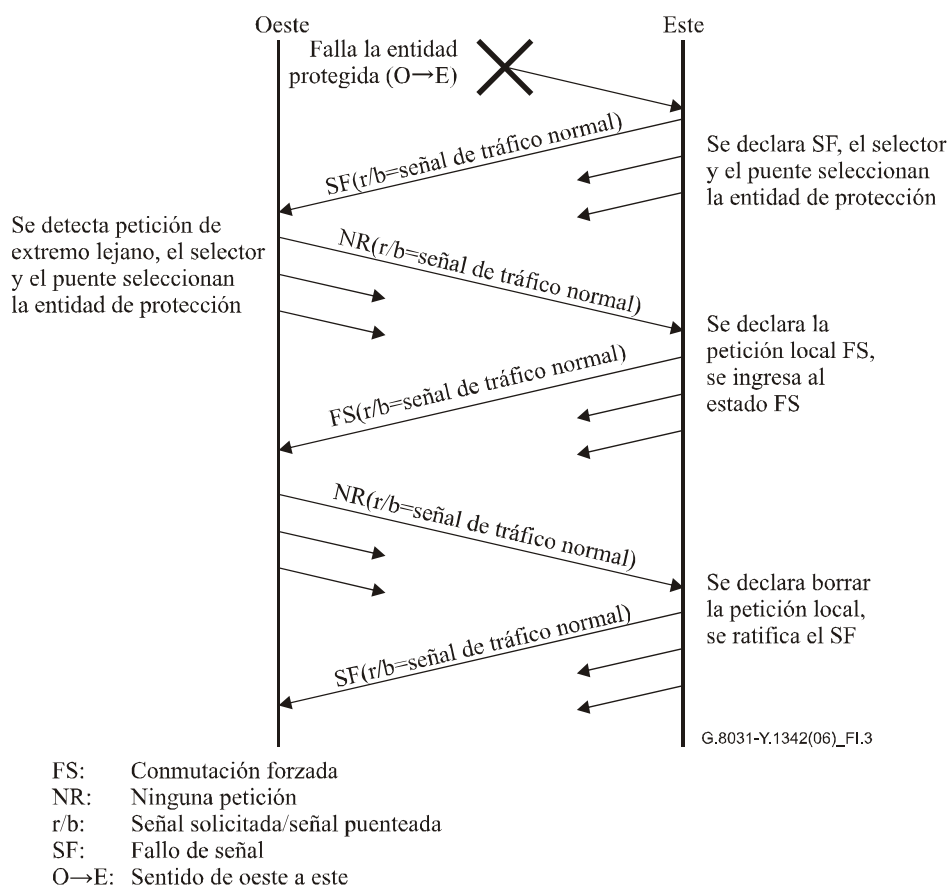 Oeste
Este
Falla la entidad
protegida (O→E)
SF(r/b=señal de tráfico normal)
Se declara SF, el selector
y el puente seleccionan
la entidad de protección
Se detecta petición de
extremo lejano, el selector
y el puente seleccionan
la entidad de protección
NR(r/b=señal de tráfico normal)
Se declara la
petición local FS,
se ingresa al
estado FS
FS(r/b=señal de tráfico normal)
NR(r/b=señal de tráfico normal)
Se declara borrar
la petición local,
se ratifica el SF
SF(r/b=señal de tráfico normal)
G.8031-Y.1342(06)_FI.3
FS: Conmutación forzada
NR: Ninguna petición
r/b: Señal solicitada/señal puenteada
SF: Fallo de señal
O→E: Sentido de oeste a este